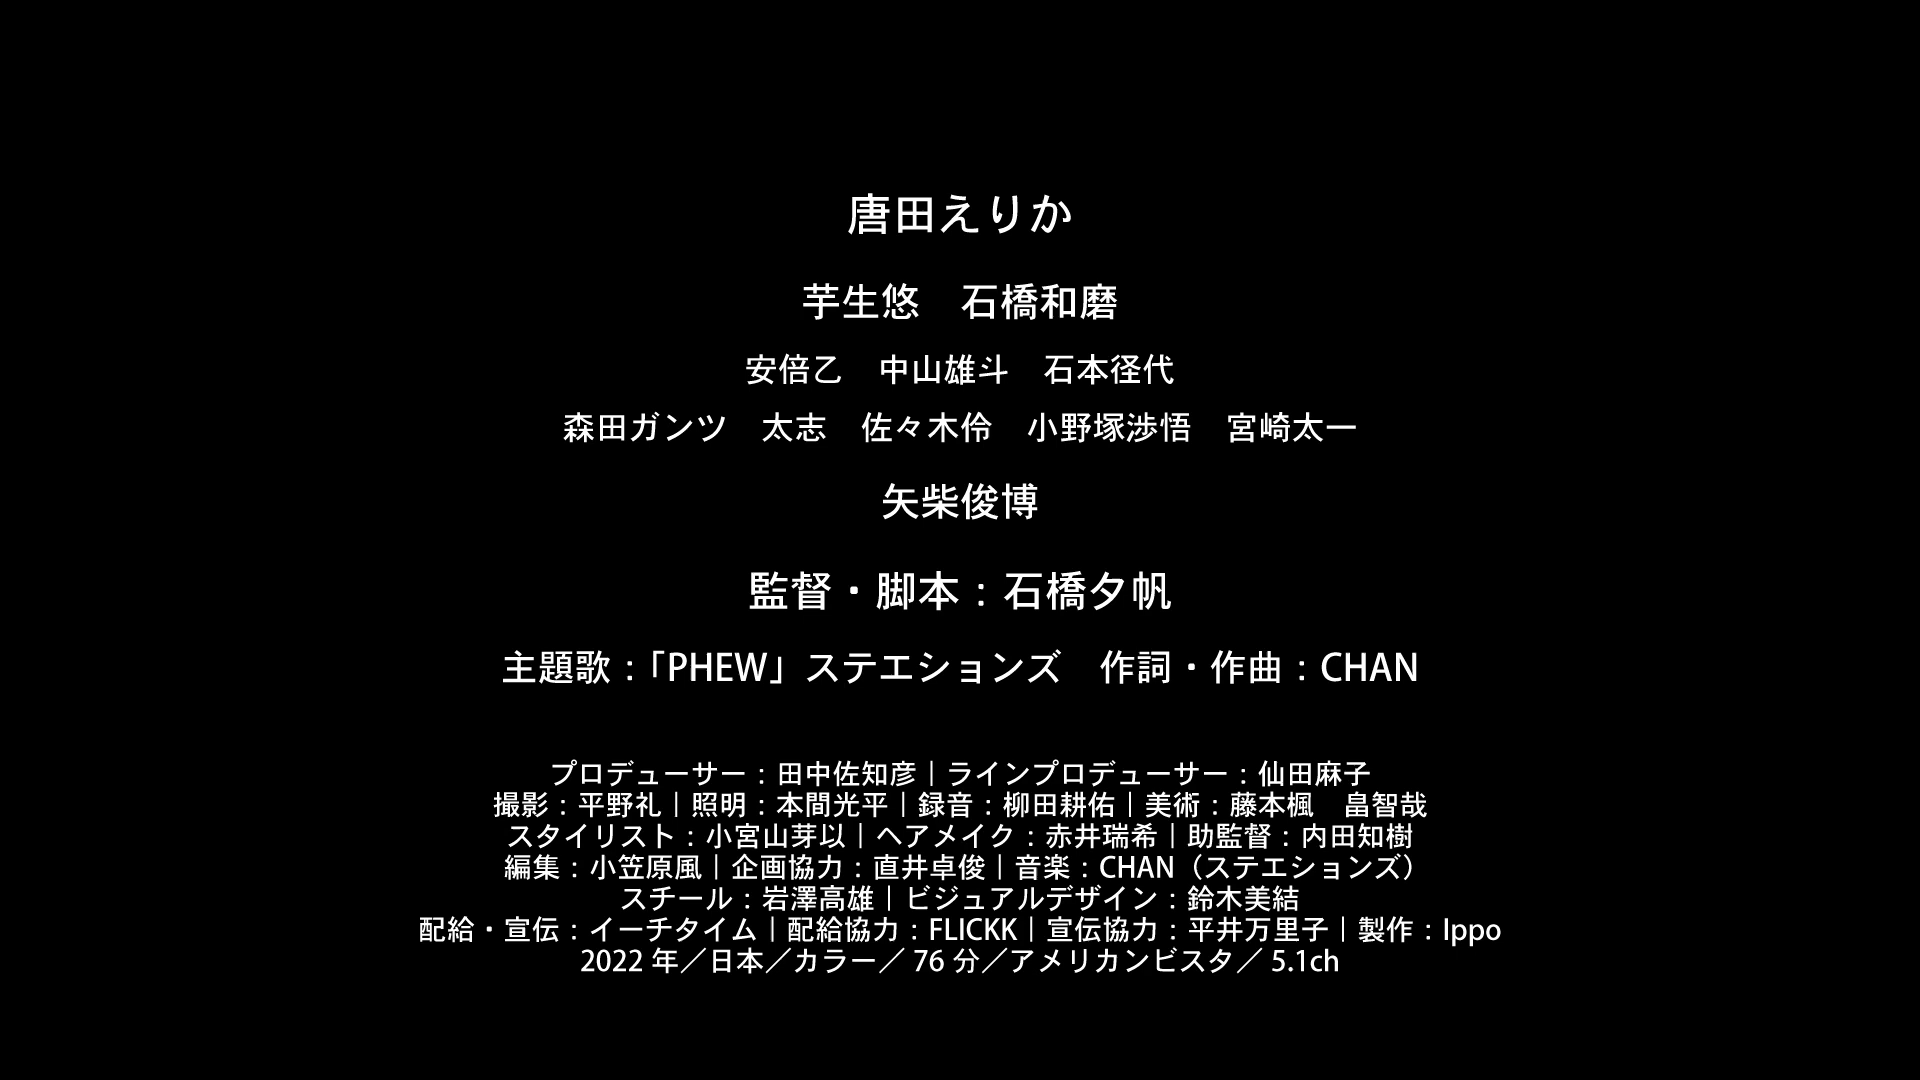 唐田えりか
芋生悠　石橋和磨
安倍乙　中山雄斗　石本径代
森田ガンツ　太志　佐々木伶　小野塚渉悟　宮崎太一
矢柴俊博
監督・脚本：石橋夕帆
主題歌：「PHEW」ステエションズ　作詞・作曲：CHAN
プロデューサー：田中佐知彦｜ラインプロデューサー：仙田麻子
撮影：平野礼｜照明：本間光平｜録音：柳田耕佑｜美術：藤本楓　畠智哉
スタイリスト：小宮山芽以｜ヘアメイク：赤井瑞希｜助監督：内田知樹
編集：小笠原風｜企画協力：直井卓俊｜音楽：CHAN（ステエションズ）
スチール：岩澤高雄｜ビジュアルデザイン：鈴木美結
配給・宣伝：イーチタイム｜配給協力：FLICKK｜宣伝協力：平井万里子｜製作：Ippo
2022 年／日本／カラー／ 76 分／アメリカンビスタ／ 5.1ch